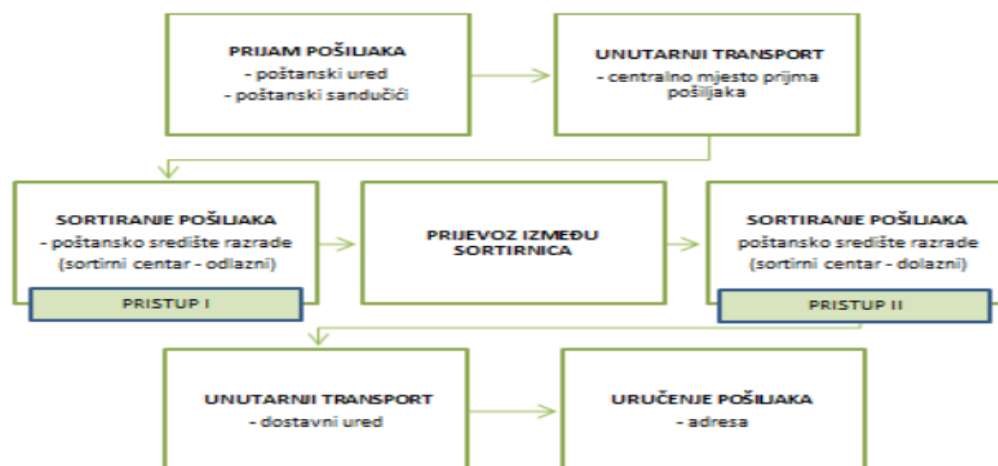 PRIJAM POŠILJAKA
- poštanski ured
- poštanski sandučići
UNUTARNJI TRANSPORT
- centralno mjesto prijma
pošiljaka
SORTIRANJE POŠILJAKA
- poštansko središte razrade
(sortirni centar - odlazni)
PRISTUP I
PRIJEVOZ IZMEĐU
SORTIRNICA
SORTIRANJE POŠILJAKA
poštansko središte razrade
(sortirni centar - dolazni)
PRISTUP II
UNUTARNJI TRANSPORT
- dostavni ured
URUČENJE POŠILJAKA
- adresa